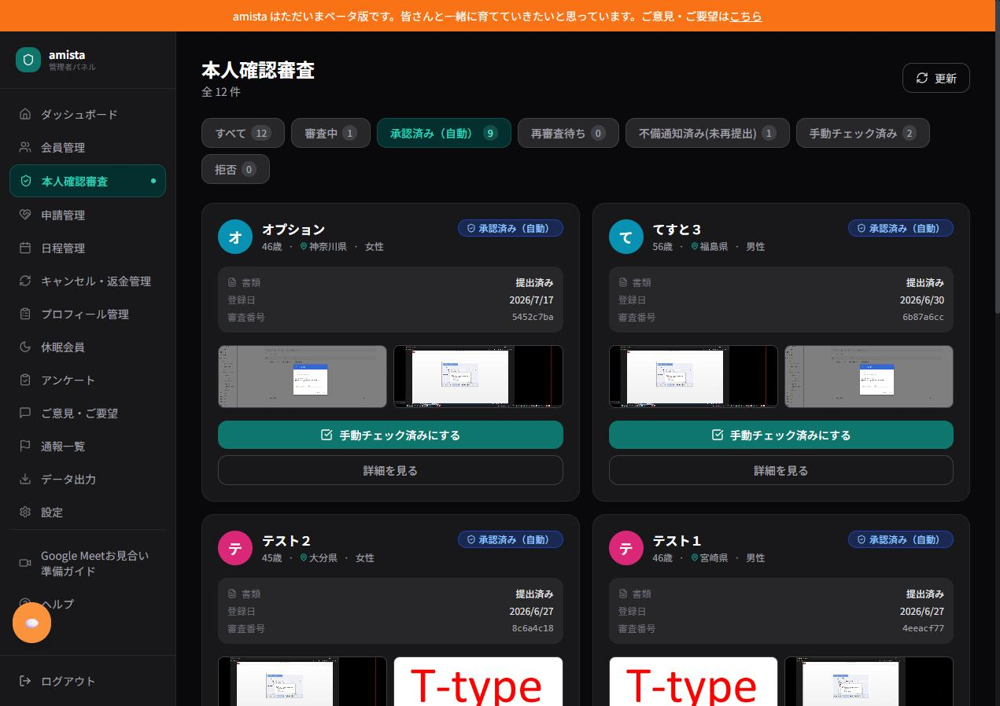 amista はただいまベータ版です。皆さんと一緒に育てていきたいと思っています。ご意見・ご要望はこちら
amista
管理者パネル
ダッシュボード
会員管理
本人確認審査
申請管理
日程管理
キャンセル・返金管理
プロフィール管理
休眠会員
アンケート
ご意見・ご要望
通報一覧
データ出力
設定
Google Meetお見合い
準備ガイド
ヘルプ
ログアウト
本人確認審査
全 12 件
更新
すべて 12
審査中 1
承認済み（自動） 9
再審査待ち 0
不備通知済み(未再提出) 1
手動チェック済み 2
拒否 0
オ
オプション
承認済み（自動）
46歳 · 神奈川県 · 女性
書類 提出済み
登録日 2026/7/17
審査番号 5452c7ba
手動チェック済みにする
詳細を見る
て
てすと３
承認済み（自動）
56歳 · 福島県 · 男性
書類 提出済み
登録日 2026/6/30
審査番号 6b87a6cc
手動チェック済みにする
詳細を見る
テ
テスト２
承認済み（自動）
45歳 · 大分県 · 女性
書類 提出済み
登録日 2026/6/27
審査番号 8c6a4c18
T-type
テ
テスト１
承認済み（自動）
46歳 · 宮崎県 · 男性
書類 提出済み
登録日 2026/6/27
審査番号 4eeacf77
T-type